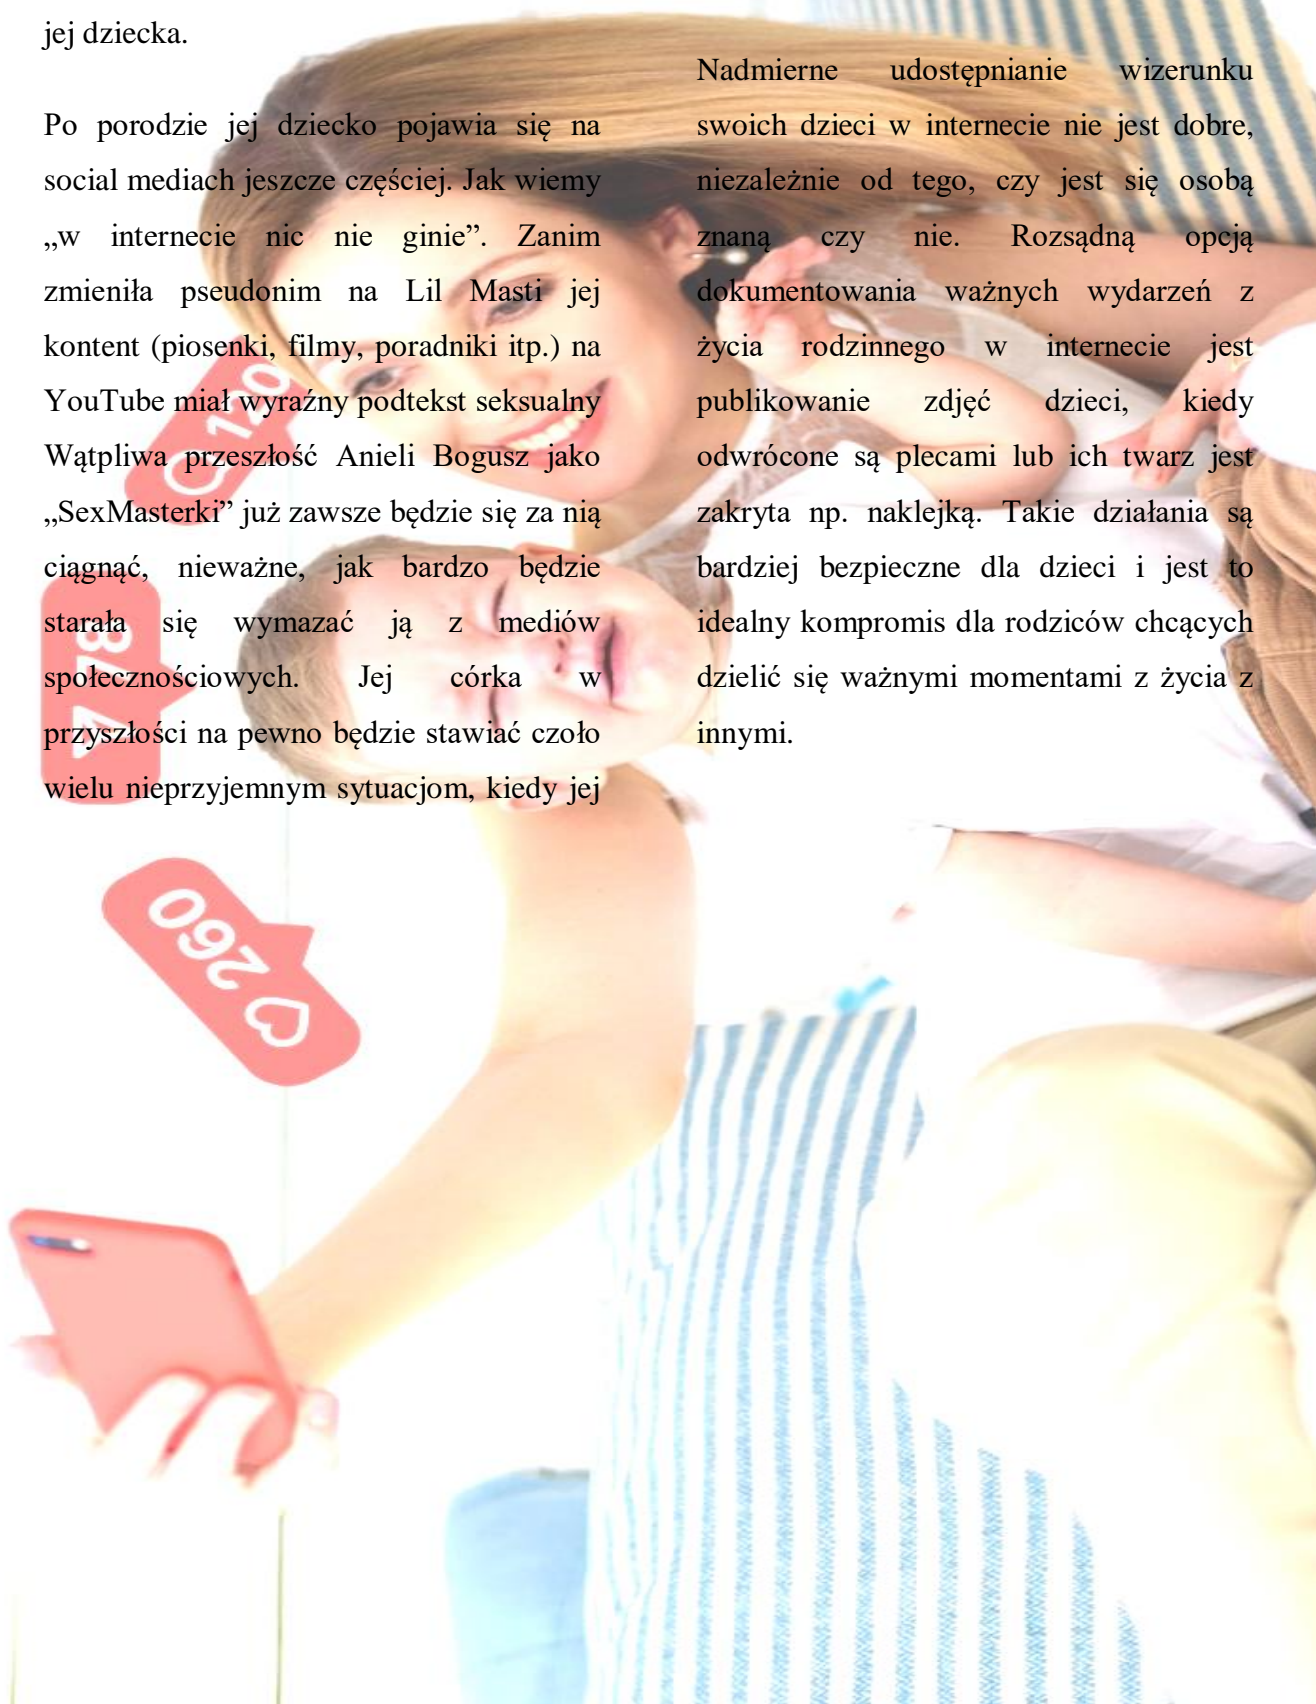 jej dziecka.
Po porodzie jej dziecko pojawia się na
social mediach jeszcze częściej. Jak wiemy
„w internecie nic nie ginie”. Zanim
zmieniła pseudonim na Lil Masti jej
kontent (piosenki, filmy, poradniki itp.) na
YouTube miał wyraźny podtekst seksualny
Wątpliwa przeszłość Anieli Bogusz jako
„SexMasterki” już zawsze będzie się za nią
ciągnąć, nieważne, jak bardzo będzie
starała się wymazać ją z mediów
społecznościowych. Jej córka w
przyszłości na pewno będzie stawiać czoło
wielu nieprzyjemnym sytuacjom, kiedy jej
Nadmierne udostępnianie wizerunku
swoich dzieci w internecie nie jest dobre,
niezależnie od tego, czy jest się osobą
znaną czy nie. Rozsądną opcją
dokumentowania ważnych wydarzeń z
życia rodzinnego w internecie jest
publikowanie zdjęć dzieci, kiedy
odwrócone są plecami lub ich twarz jest
zakryta np. naklejką. Takie działania są
bardziej bezpieczne dla dzieci i jest to
idealny kompromis dla rodziców chcących
dzielić się ważnymi momentami z życia z
innymi.
120
260